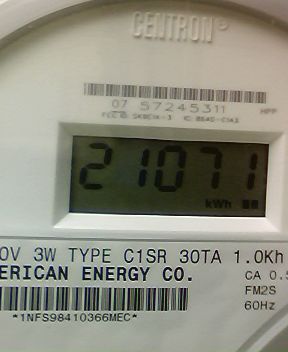 CENTRON®
07 57245311 HPP
21071
kWh
0V 3W TYPE C1SR 30TA 1.0Kh
ERICAN ENERGY CO.
CA 0.5
FM2S
60Hz
*1NFS98410366MEC*